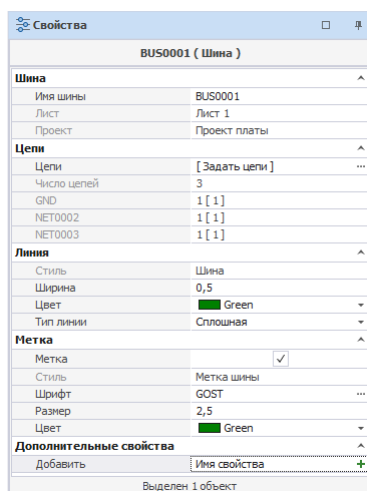 Свойства
BUS0001 ( Шина )
Шина
Имя шины BUS0001
Лист Лист 1
Проект Проект платы
Цепи
Цепи [ Задать цепи ] ...
Число цепей 3
GND 1 [ 1 ]
NET0002 1 [ 1 ]
NET0003 1 [ 1 ]
Линия
Стиль Шина
Ширина 0,5
Цвет Green
Тип линии Сплошная
Метка
Метка ✓
Стиль Метка шины
Шрифт GOST ...
Размер 2,5
Цвет Green
Дополнительные свойства
Добавить Имя свойства +
Выделен 1 объект